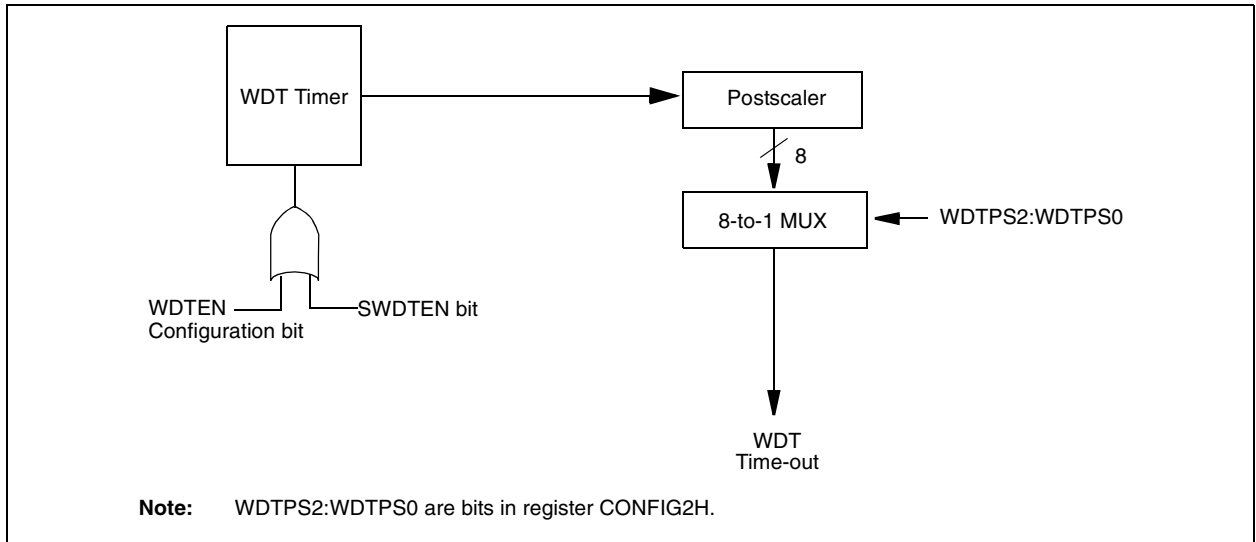 WDT Timer
Postscaler
8
8-to-1 MUX
WDTPS2:WDTPS0
WDTEN
Configuration bit
SWDTEN bit
WDT
Time-out
Note: WDTPS2:WDTPS0 are bits in register CONFIG2H.